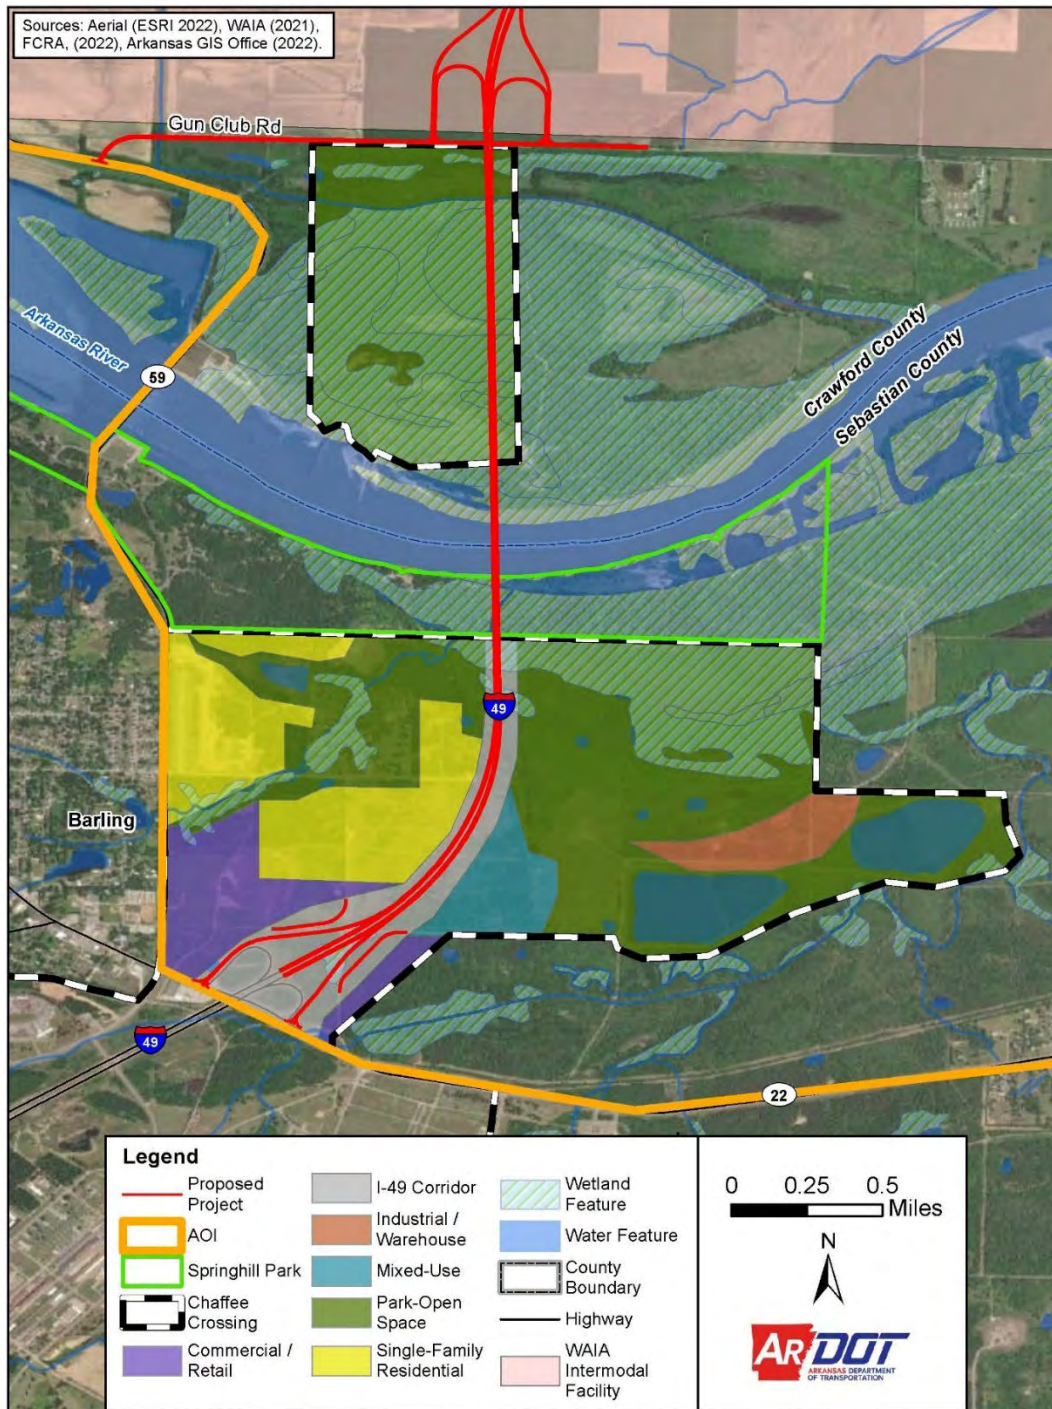 Sources: Aerial (ESRI 2022), WAIA (2021),
FCRA, (2022), Arkansas GIS Office (2022).
Gun Club Rd
Arkansas River
59
Crawford County
Sebastian County
49
Barling
49
22
Legend
Proposed
Project
AOI
Springhill Park
Chaffee
Crossing
Commercial /
Retail
I-49 Corridor
Industrial /
Warehouse
Mixed-Use
Park-Open
Space
Single-Family
Residential
Wetland
Feature
Water Feature
County
Boundary
Highway
WAIA
Intermodal
Facility
0 0.25 0.5
Miles
N
ARDOT
ARKANSAS DEPARTMENT
OF TRANSPORTATION